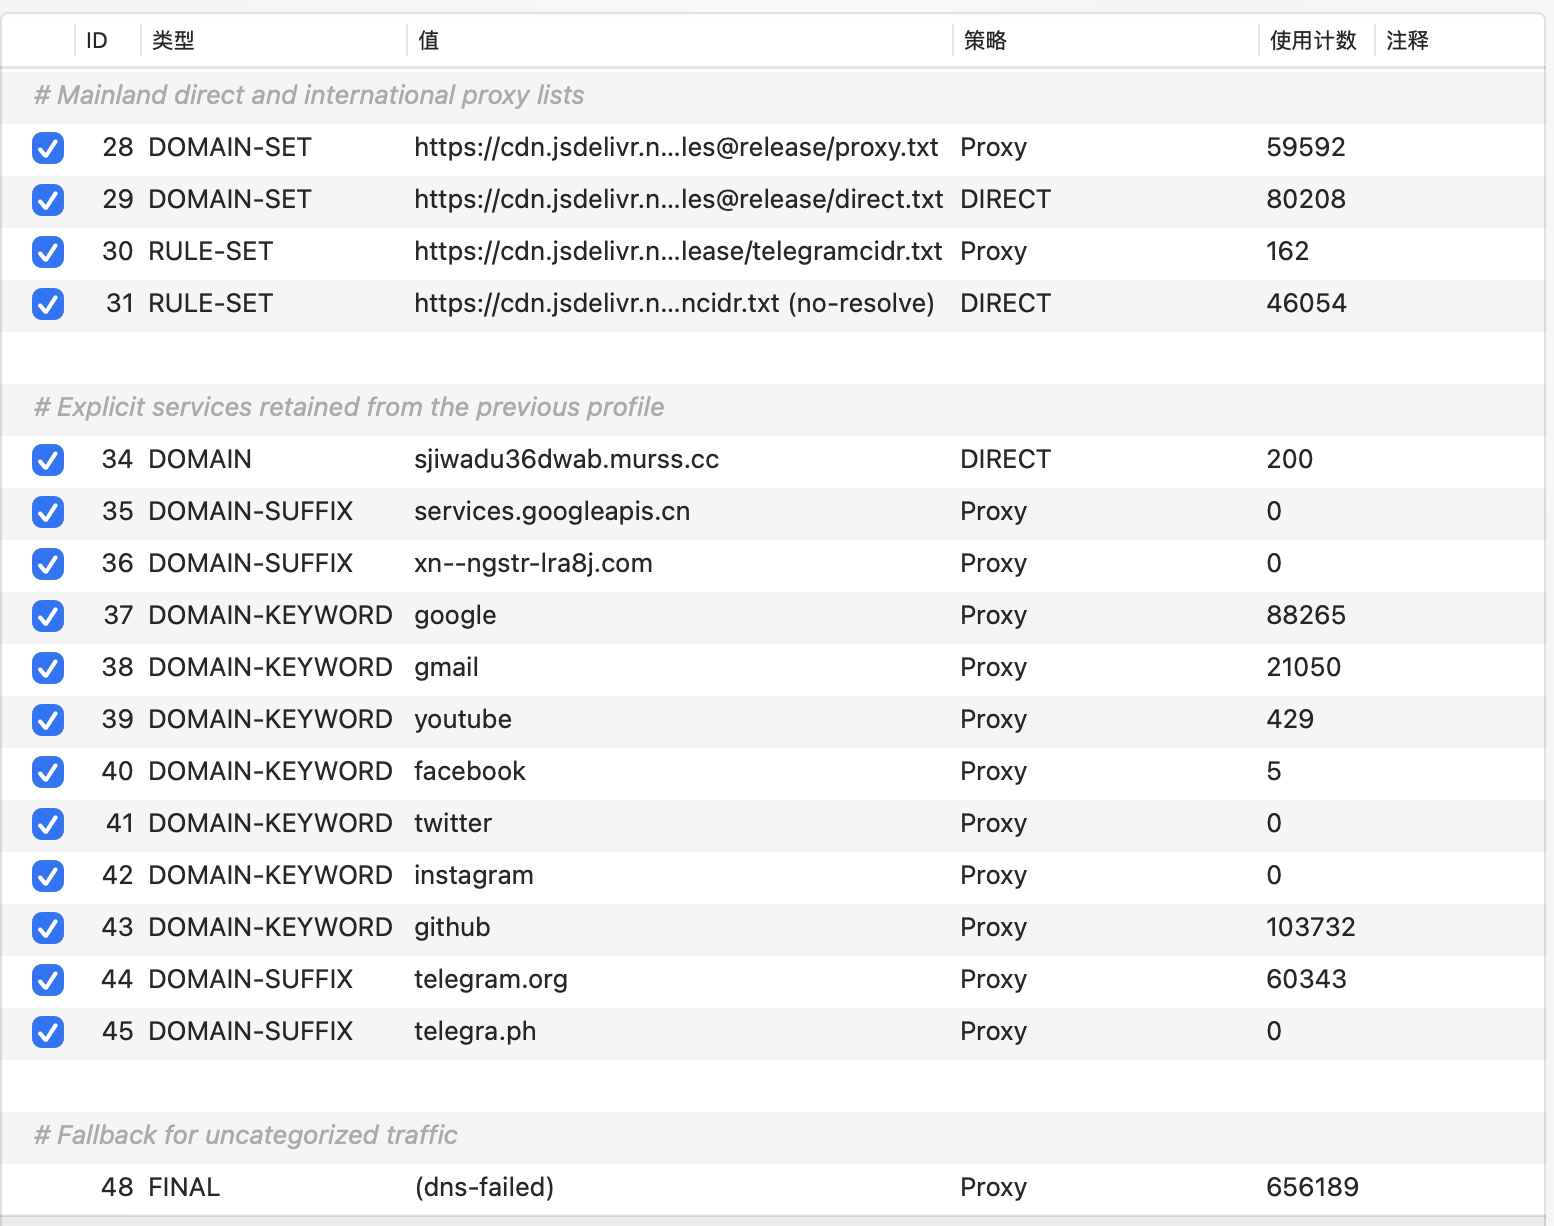 ID 类型 值 策略 使用计数 注释
# Mainland direct and international proxy lists
28 DOMAIN-SET https://cdn.jsdelivr.n...les@release/proxy.txt Proxy 59592
29 DOMAIN-SET https://cdn.jsdelivr.n...les@release/direct.txt DIRECT 80208
30 RULE-SET https://cdn.jsdelivr.n...lease/telegramcidr.txt Proxy 162
31 RULE-SET https://cdn.jsdelivr.n...ncidr.txt (no-resolve) DIRECT 46054
# Explicit services retained from the previous profile
34 DOMAIN sjiwadu36dwab.murss.cc DIRECT 200
35 DOMAIN-SUFFIX services.googleapis.cn Proxy 0
36 DOMAIN-SUFFIX xn--ngstr-lra8j.com Proxy 0
37 DOMAIN-KEYWORD google Proxy 88265
38 DOMAIN-KEYWORD gmail Proxy 21050
39 DOMAIN-KEYWORD youtube Proxy 429
40 DOMAIN-KEYWORD facebook Proxy 5
41 DOMAIN-KEYWORD twitter Proxy 0
42 DOMAIN-KEYWORD instagram Proxy 0
43 DOMAIN-KEYWORD github Proxy 103732
44 DOMAIN-SUFFIX telegram.org Proxy 60343
45 DOMAIN-SUFFIX telegra.ph Proxy 0
# Fallback for uncategorized traffic
48 FINAL (dns-failed) Proxy 656189